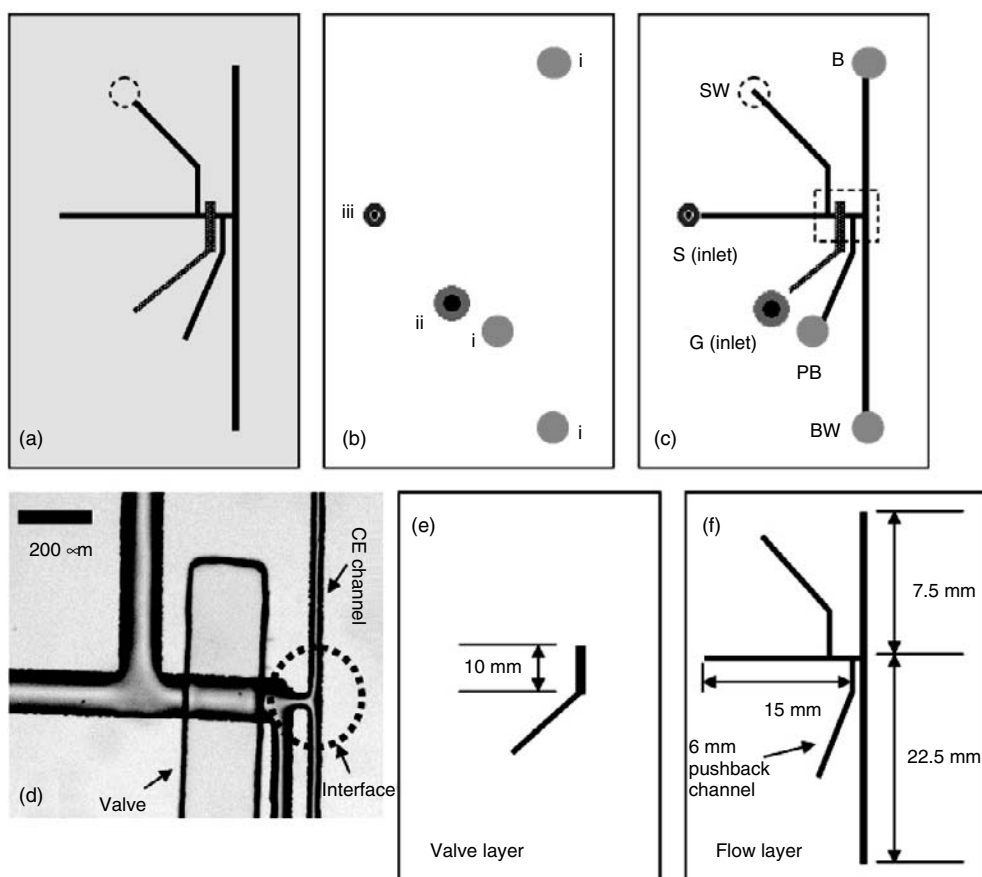 (a)
i
iii
ii
i
i
(b)
B
SW
S (inlet)
G (inlet)
PB
BW
(c)
200 ∝m
CE channel
Valve
Interface
(d)
(e)
10 mm
Valve layer
(f)
7.5 mm
15 mm
6 mm
pushback
channel
22.5 mm
Flow layer